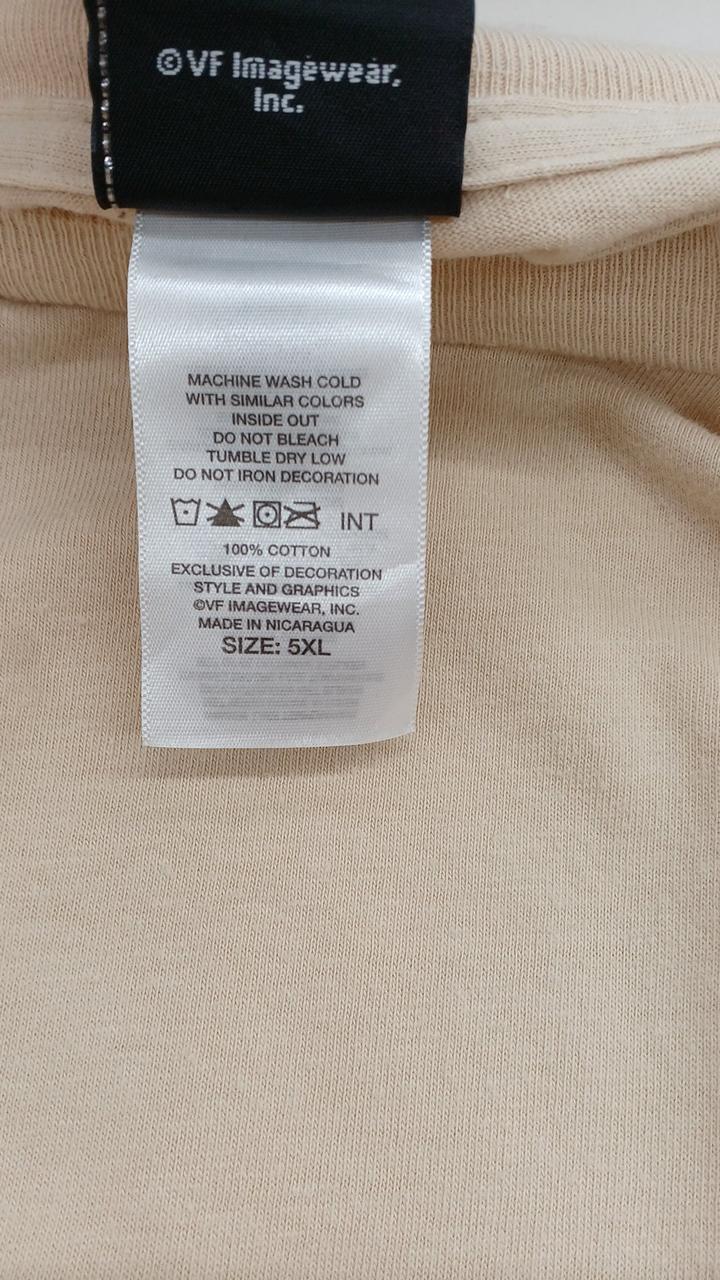 ©VF Imagewear,
Inc.
MACHINE WASH COLD
WITH SIMILAR COLORS
INSIDE OUT
DO NOT BLEACH
TUMBLE DRY LOW
DO NOT IRON DECORATION
INT
100% COTTON
EXCLUSIVE OF DECORATION
STYLE AND GRAPHICS
©VF IMAGEWEAR, INC.
MADE IN NICARAGUA
SIZE: 5XL